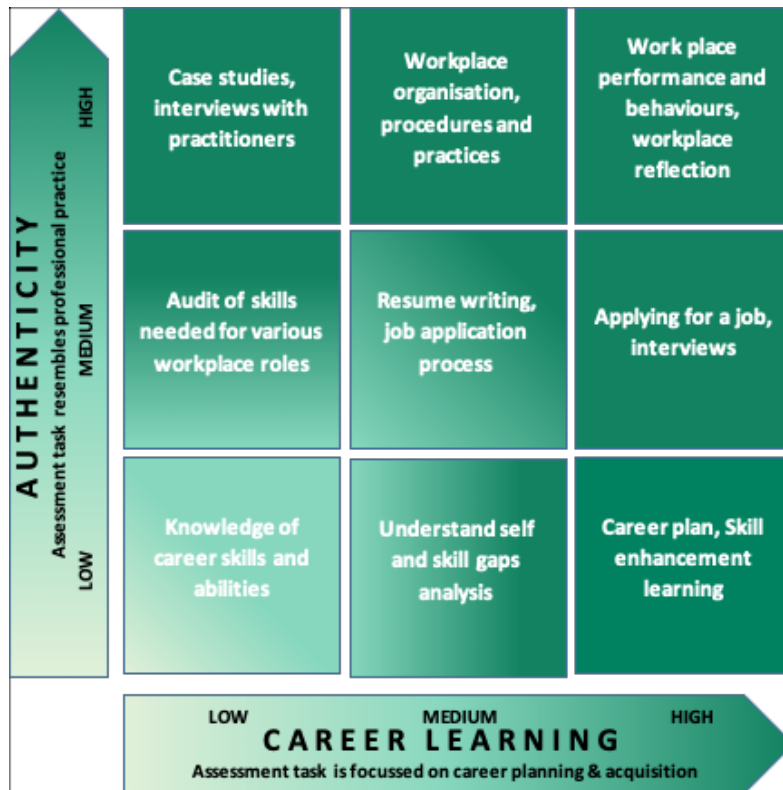 AUTHENTICITY
Assessment task resembles professional practice
HIGH
MEDIUM
LOW
Case studies,
interviews with
practitioners
Workplace
organisation,
procedures and
practices
Work place
performance and
behaviours,
workplace
reflection
Audit of skills
needed for various
workplace roles
Resume writing,
job application
process
Applying for a job,
interviews
Knowledge of
career skills and
abilities
Understand self
and skill gaps
analysis
Career plan, Skill
enhancement
learning
LOW MEDIUM HIGH
CAREER LEARNING
Assessment task is focussed on career planning & acquisition